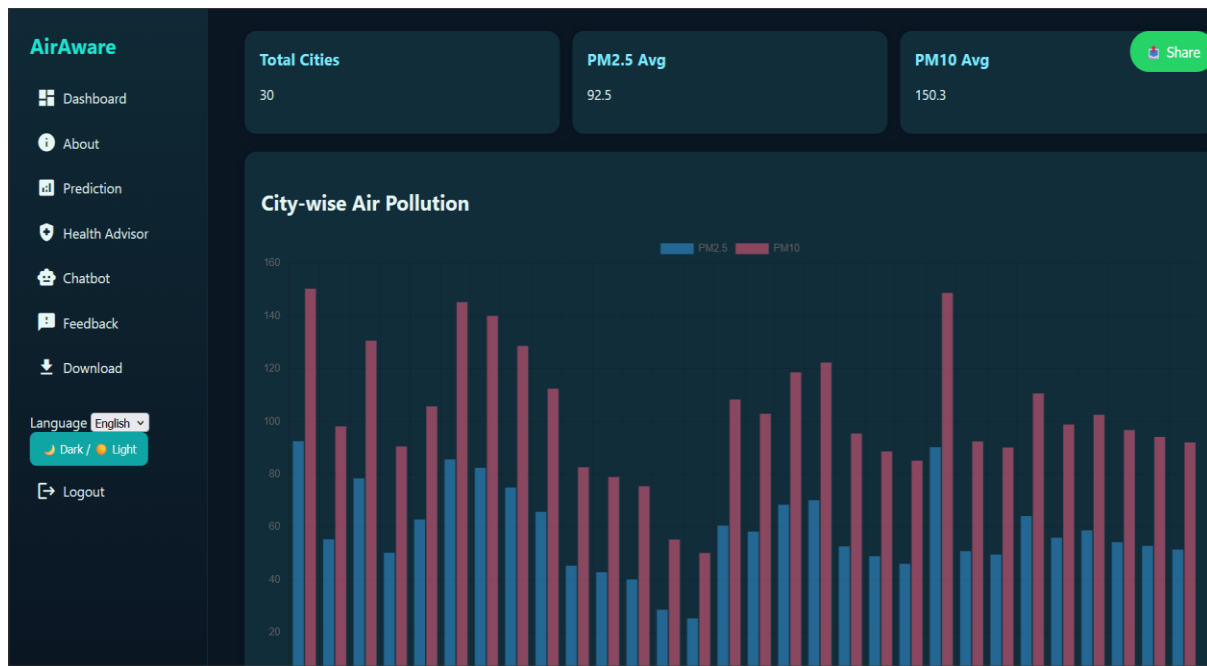 AirAware
Dashboard
About
Prediction
Health Advisor
Chatbot
Feedback
Download
Language English
Dark / Light
Logout
Total Cities
30
PM2.5 Avg
92.5
PM10 Avg
150.3
Share
City-wise Air Pollution
PM2.5 PM10
160
140
120
100
80
60
40
20